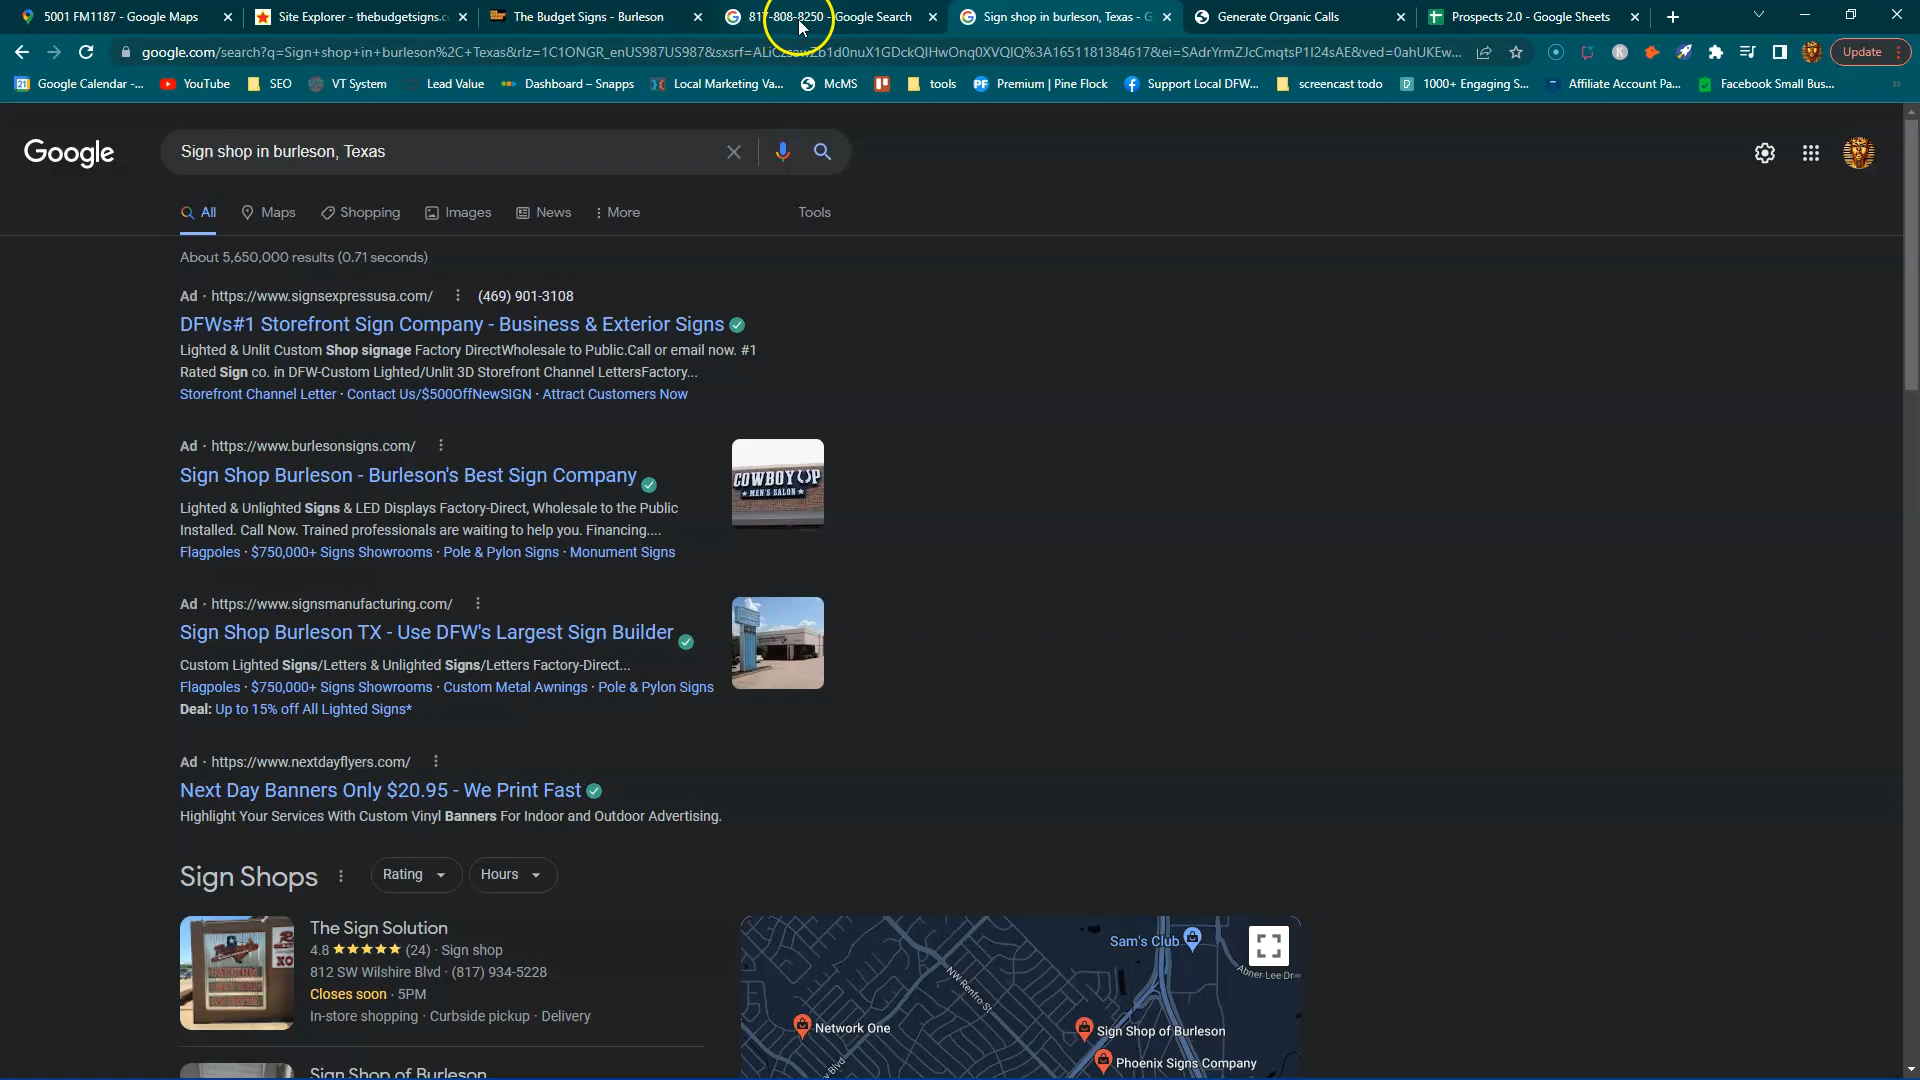 5001 FM1187 - Google Maps
Site Explorer - thebudgetsigns.c
The Budget Signs - Burleson
817-808-8250 - Google Search
Sign shop in burleson, Texas - G
Generate Organic Calls
Prospects 2.0 - Google Sheets
Update
Google Calendar -...
YouTube
SEO
VT System
Lead Value
Dashboard – Snapps
Local Marketing Va...
McMS
tools
Premium | Pine Flock
Support Local DFW...
screencast todo
1000+ Engaging S...
Affiliate Account Pa...
Facebook Small Bus...
Google
Sign shop in burleson, Texas
All
Maps
Shopping
Images
News
More
Tools
About 5,650,000 results (0.71 seconds)
Ad · https://www.signsexpressusa.com/ (469) 901-3108
DFWs#1 Storefront Sign Company - Business & Exterior Signs
Lighted & Unlit Custom Shop signage Factory DirectWholesale to Public.Call or email now. #1
Rated Sign co. in DFW-Custom Lighted/Unlit 3D Storefront Channel LettersFactory...
Storefront Channel Letter · Contact Us/$500OffNewSIGN · Attract Customers Now
Ad · https://www.burlesonsigns.com/
Sign Shop Burleson - Burleson's Best Sign Company
Lighted & Unlighted Signs & LED Displays Factory-Direct, Wholesale to the Public
Installed. Call Now. Trained professionals are waiting to help you. Financing....
Flagpoles · $750,000+ Signs Showrooms · Pole & Pylon Signs · Monument Signs
COWBOY UP
MEN'S SALON
Ad · https://www.signsmanufacturing.com/
Sign Shop Burleson TX - Use DFW's Largest Sign Builder
Custom Lighted Signs/Letters & Unlighted Signs/Letters Factory-Direct...
Flagpoles · $750,000+ Signs Showrooms · Custom Metal Awnings · Pole & Pylon Signs
Deal: Up to 15% off All Lighted Signs*
Ad · https://www.nextdayflyers.com/
Next Day Banners Only $20.95 - We Print Fast
Highlight Your Services With Custom Vinyl Banners For Indoor and Outdoor Advertising.
Sign Shops
Rating
Hours
The Sign Solution
4.8 (24) · Sign shop
812 SW Wilshire Blvd · (817) 934-5228
Closes soon · 5PM
In-store shopping · Curbside pickup · Delivery
Sign Shop of Burleson
Sam's Club
Abner Lee Dr
NW Renfro St
Network One
Sign Shop of Burleson
Phoenix Signs Company